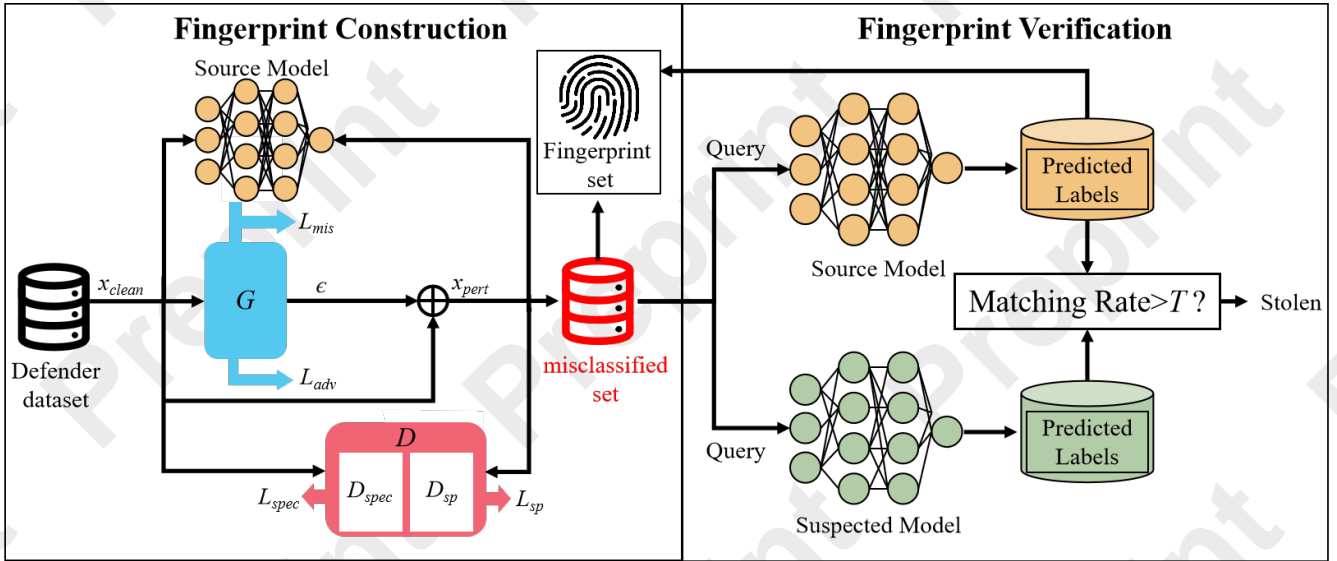 Fingerprint Construction
Source Model
L_mis
x_clean
G
ϵ
x_pert
L_adv
Defender
dataset
D
D_spec
D_sp
L_spec
L_sp
Fingerprint
set
misclassified
set
Fingerprint Verification
Query
Source Model
Predicted
Labels
Matching Rate>T ?
Stolen
Query
Suspected Model
Predicted
Labels
Preprint